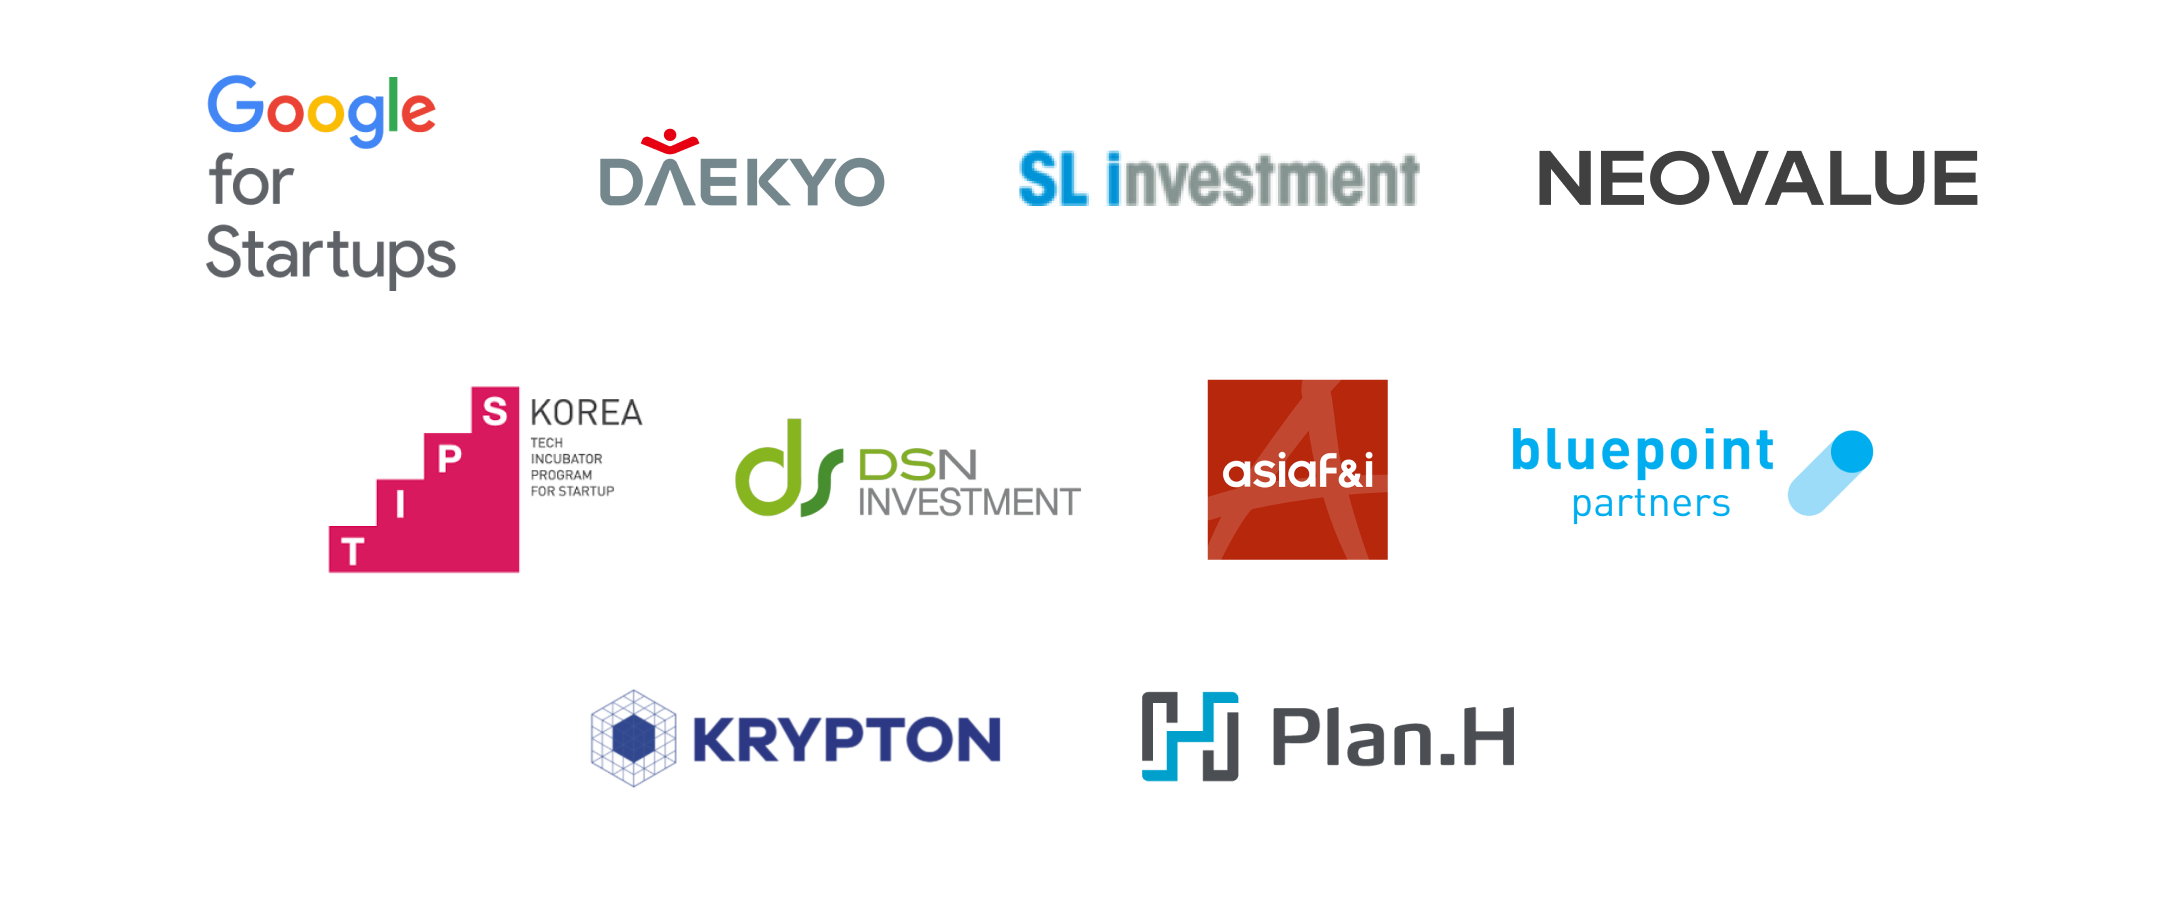 Google
for
Startups
DAEKYO
SL investment
NEOVALUE
T I P S
KOREA
TECH
INCUBATOR
PROGRAM
FOR STARTUP
ds
DSN
INVESTMENT
asiaF&i
bluepoint
partners
KRYPTON
Plan.H